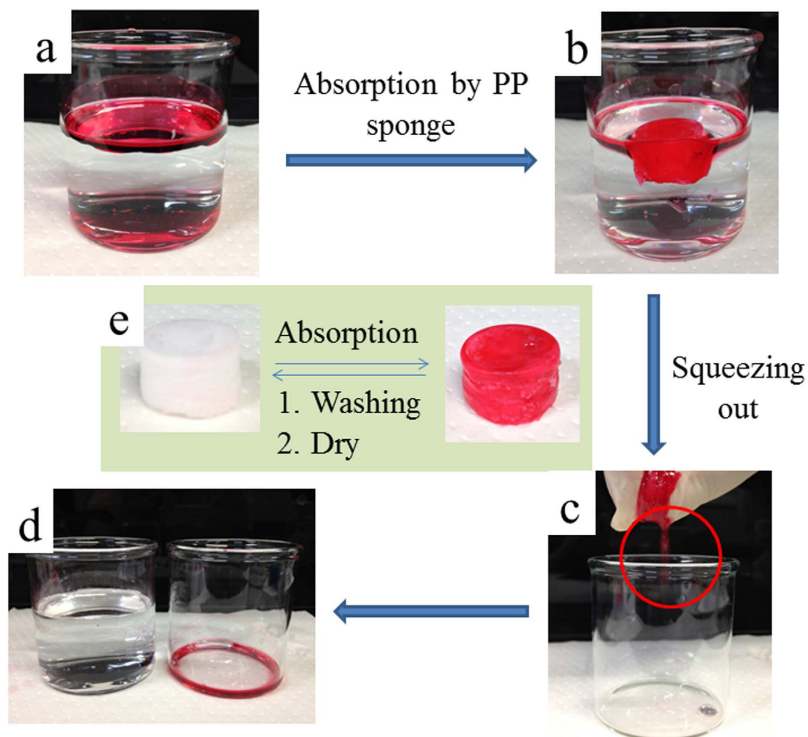 a
Absorption by PP
sponge
b
e
Absorption
1. Washing
2. Dry
Squeezing
out
d
c